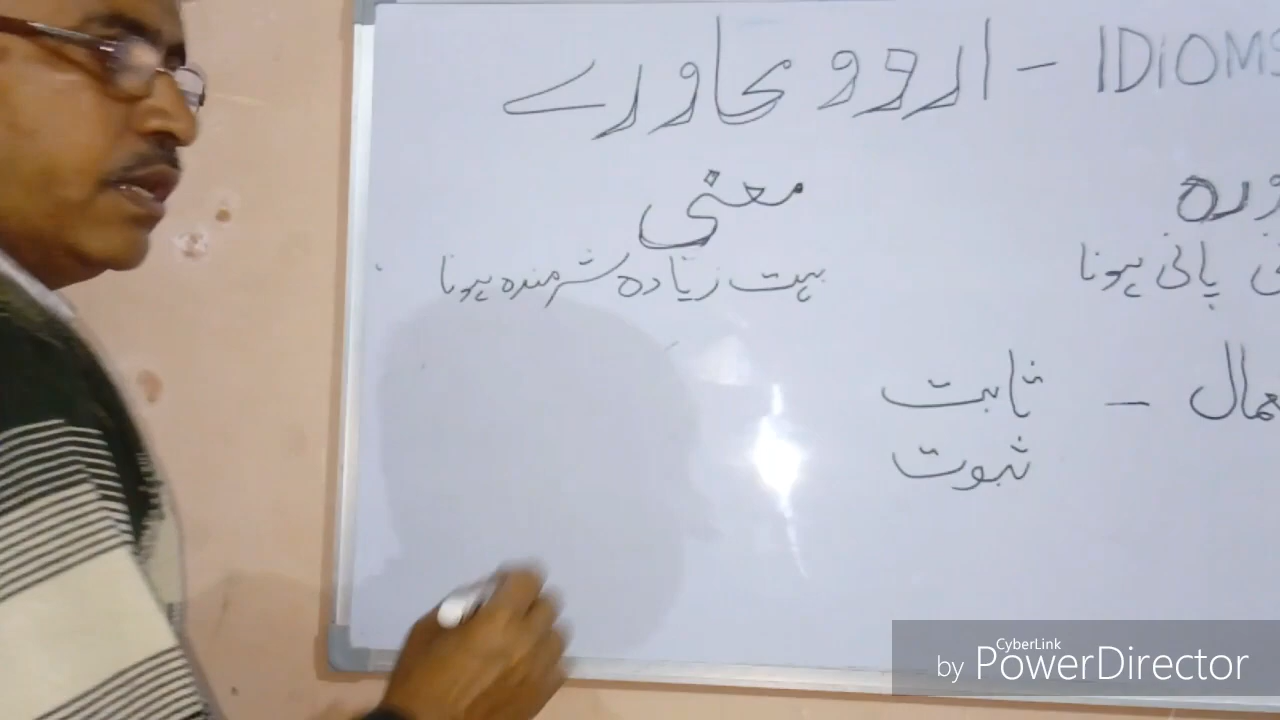 IDIOMS - اردو محاورے
معنی
پانی ہونا بہت زیادہ شرمندہ ہونا
ـ ثابت
ثبوت
CyberLink
by PowerDirector